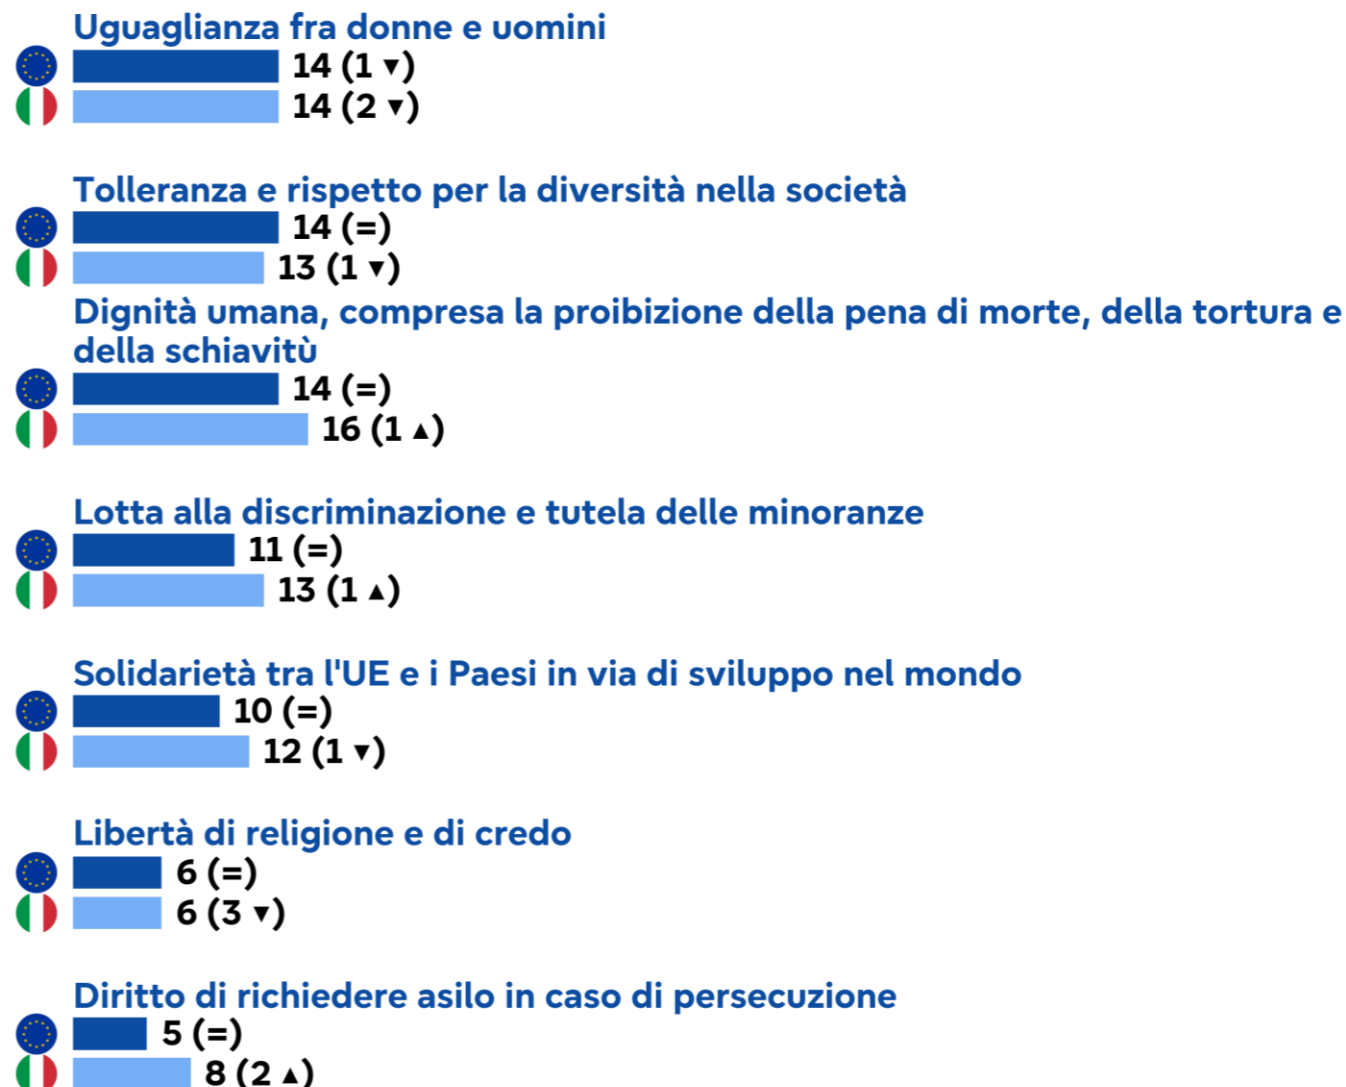 Uguaglianza fra donne e uomini
14 (1 ▼)
14 (2 ▼)
Tolleranza e rispetto per la diversità nella società
14 (=)
13 (1 ▼)
Dignità umana, compresa la proibizione della pena di morte, della tortura e
della schiavitù
14 (=)
16 (1 ▲)
Lotta alla discriminazione e tutela delle minoranze
11 (=)
13 (1 ▲)
Solidarietà tra l'UE e i Paesi in via di sviluppo nel mondo
10 (=)
12 (1 ▼)
Libertà di religione e di credo
6 (=)
6 (3 ▼)
Diritto di richiedere asilo in caso di persecuzione
5 (=)
8 (2 ▲)